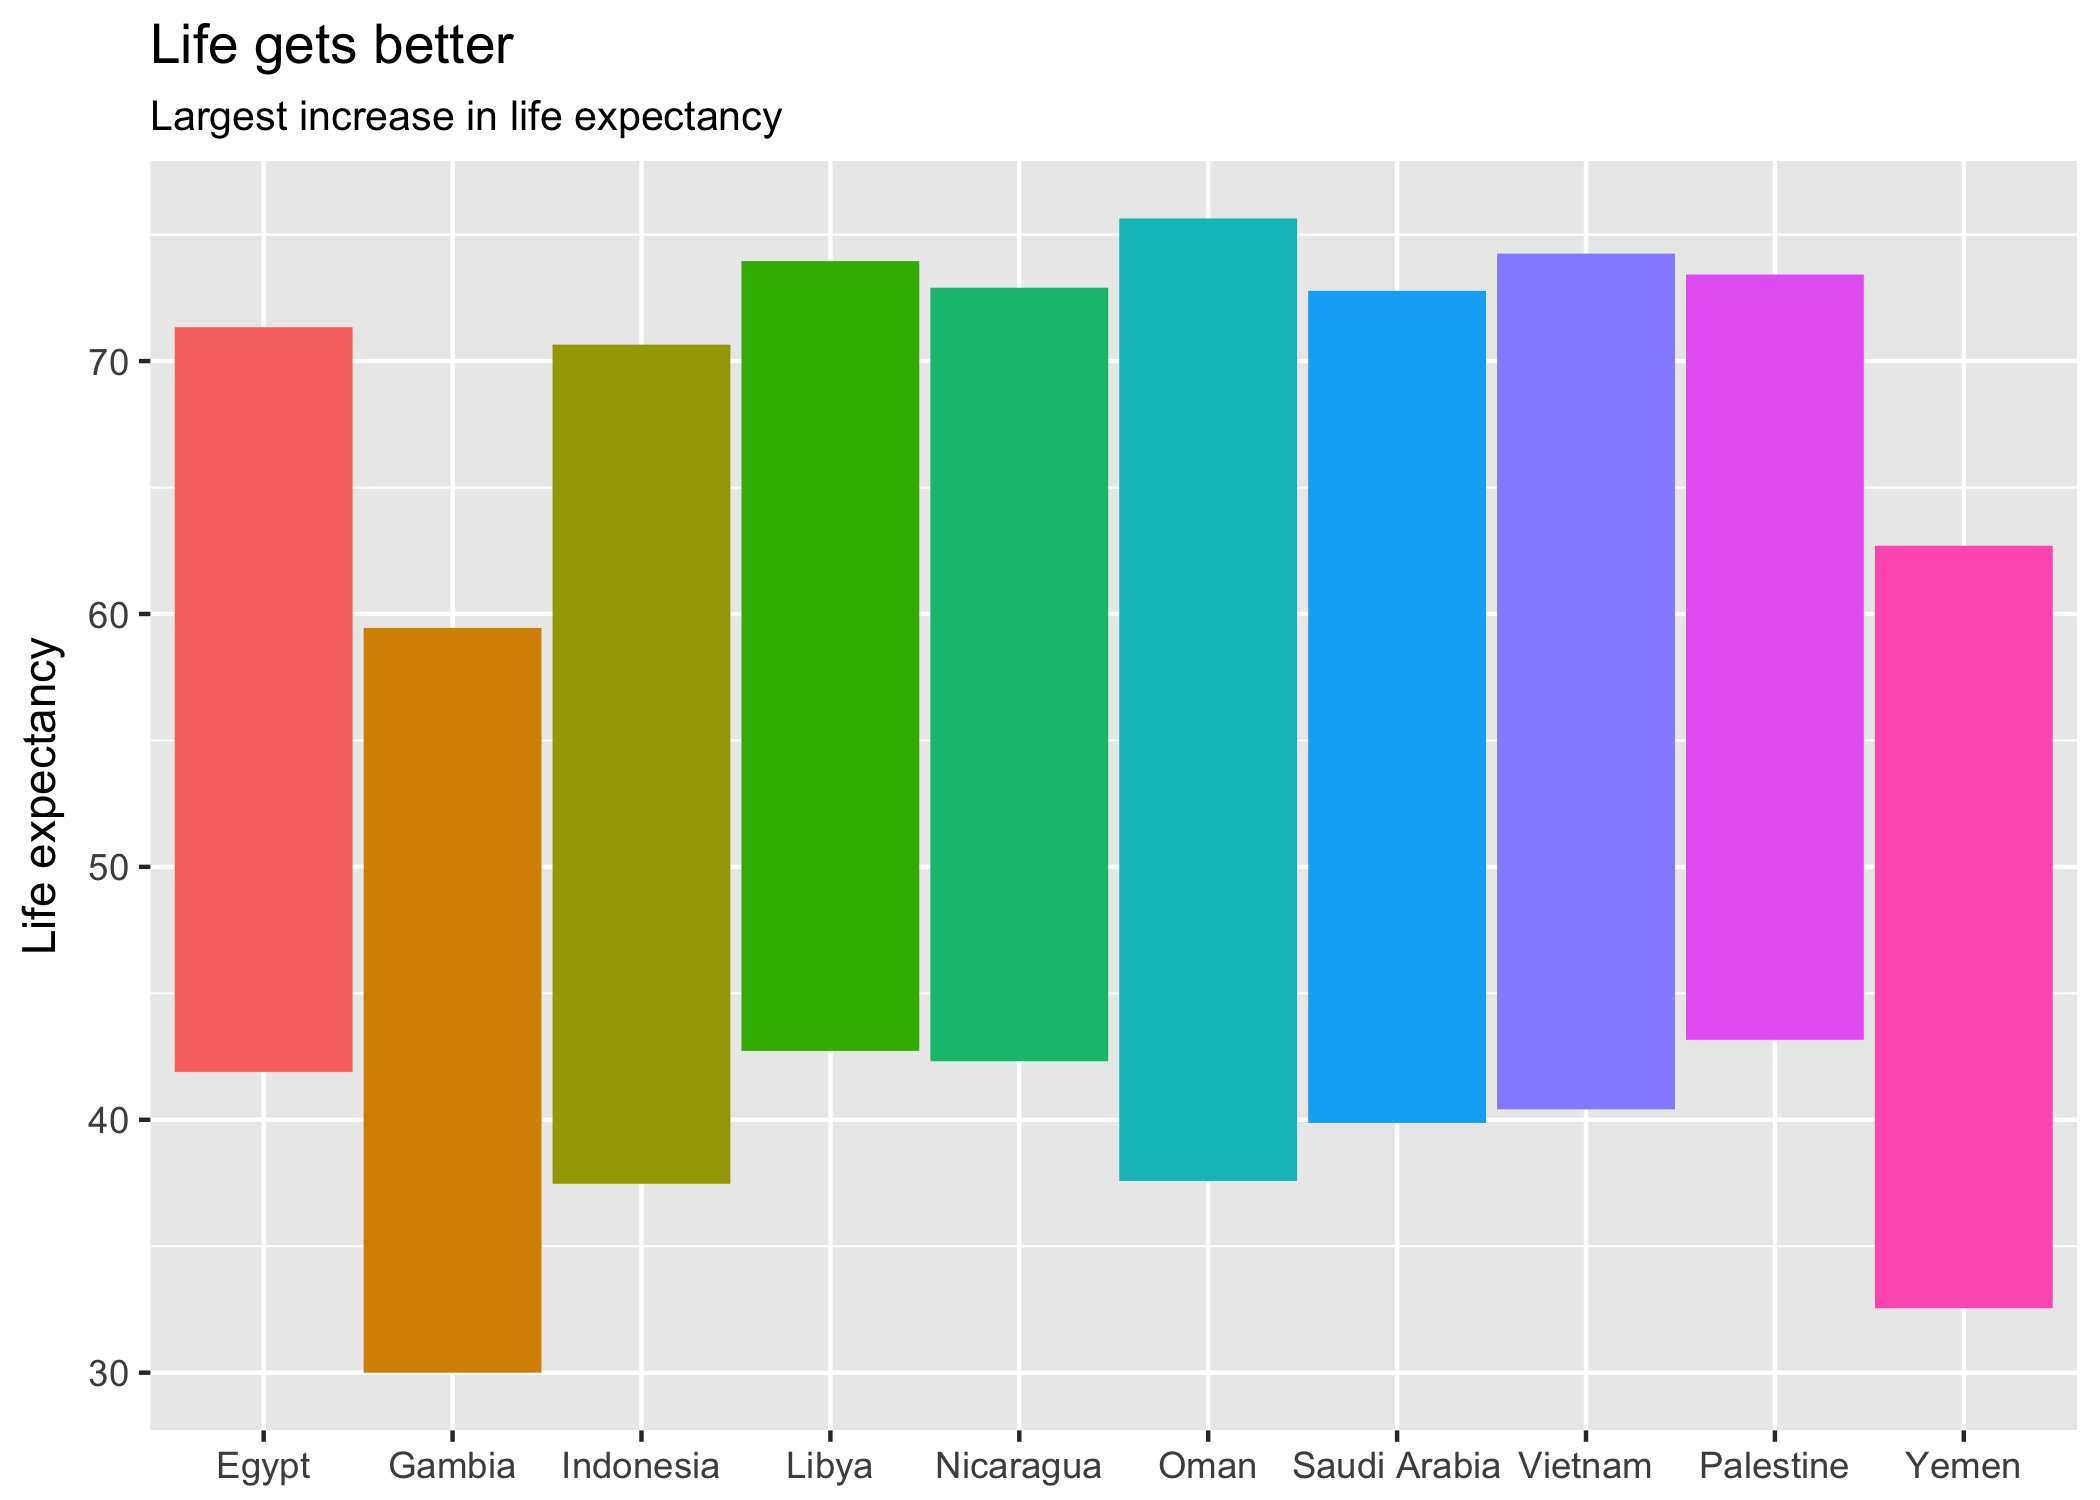 Life gets better
Largest increase in life expectancy
Life expectancy
70
60
50
40
30
Egypt Gambia Indonesia Libya Nicaragua Oman Saudi Arabia Vietnam Palestine Yemen